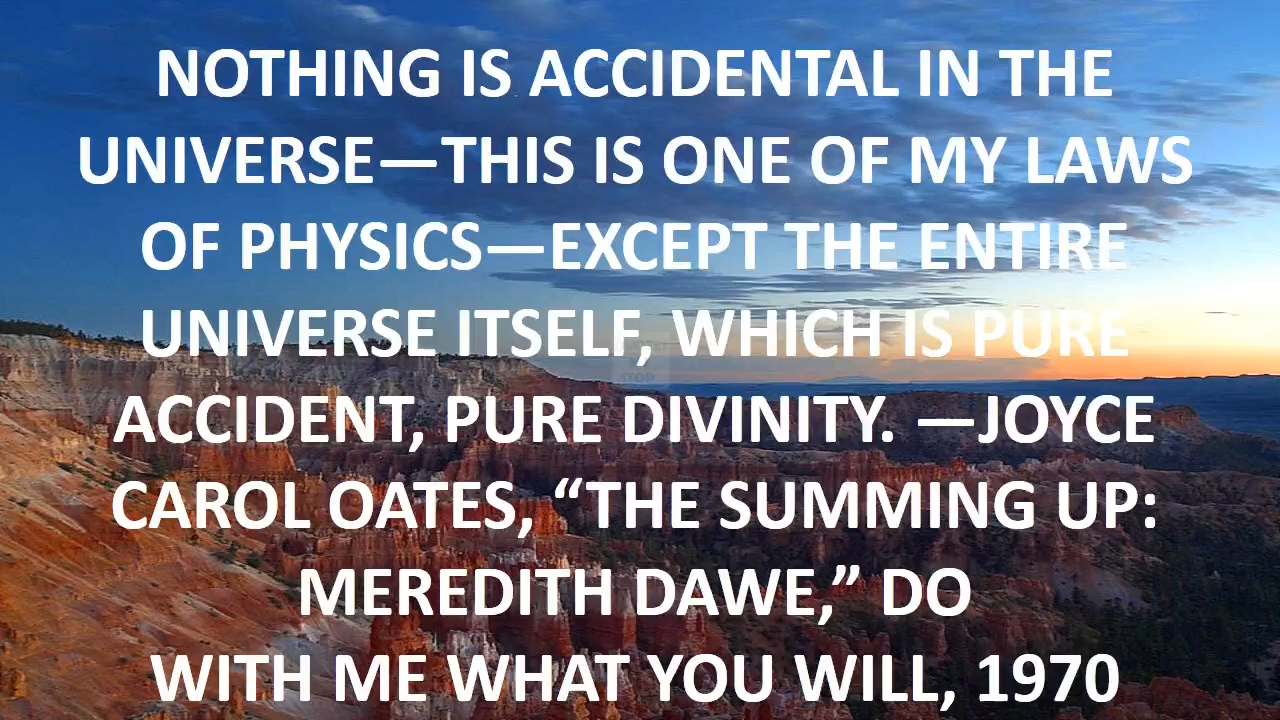 NOTHING IS ACCIDENTAL IN THE
UNIVERSE—THIS IS ONE OF MY LAWS
OF PHYSICS—EXCEPT THE ENTIRE
UNIVERSE ITSELF, WHICH IS PURE
ACCIDENT, PURE DIVINITY. —JOYCE
CAROL OATES, “THE SUMMING UP:
MEREDITH DAWE,” DO
WITH ME WHAT YOU WILL, 1970